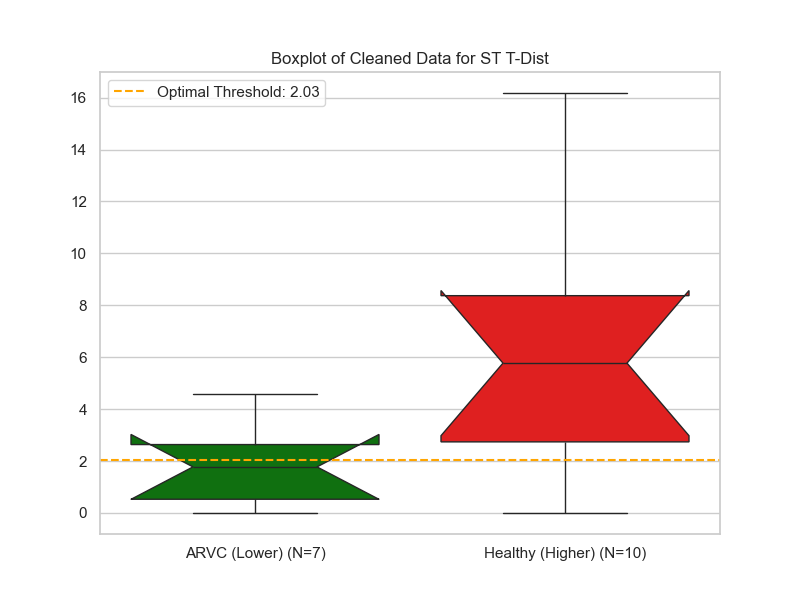 Boxplot of Cleaned Data for ST T-Dist
Optimal Threshold: 2.03
16
14
12
10
8
6
4
2
0
ARVC (Lower) (N=7)
Healthy (Higher) (N=10)